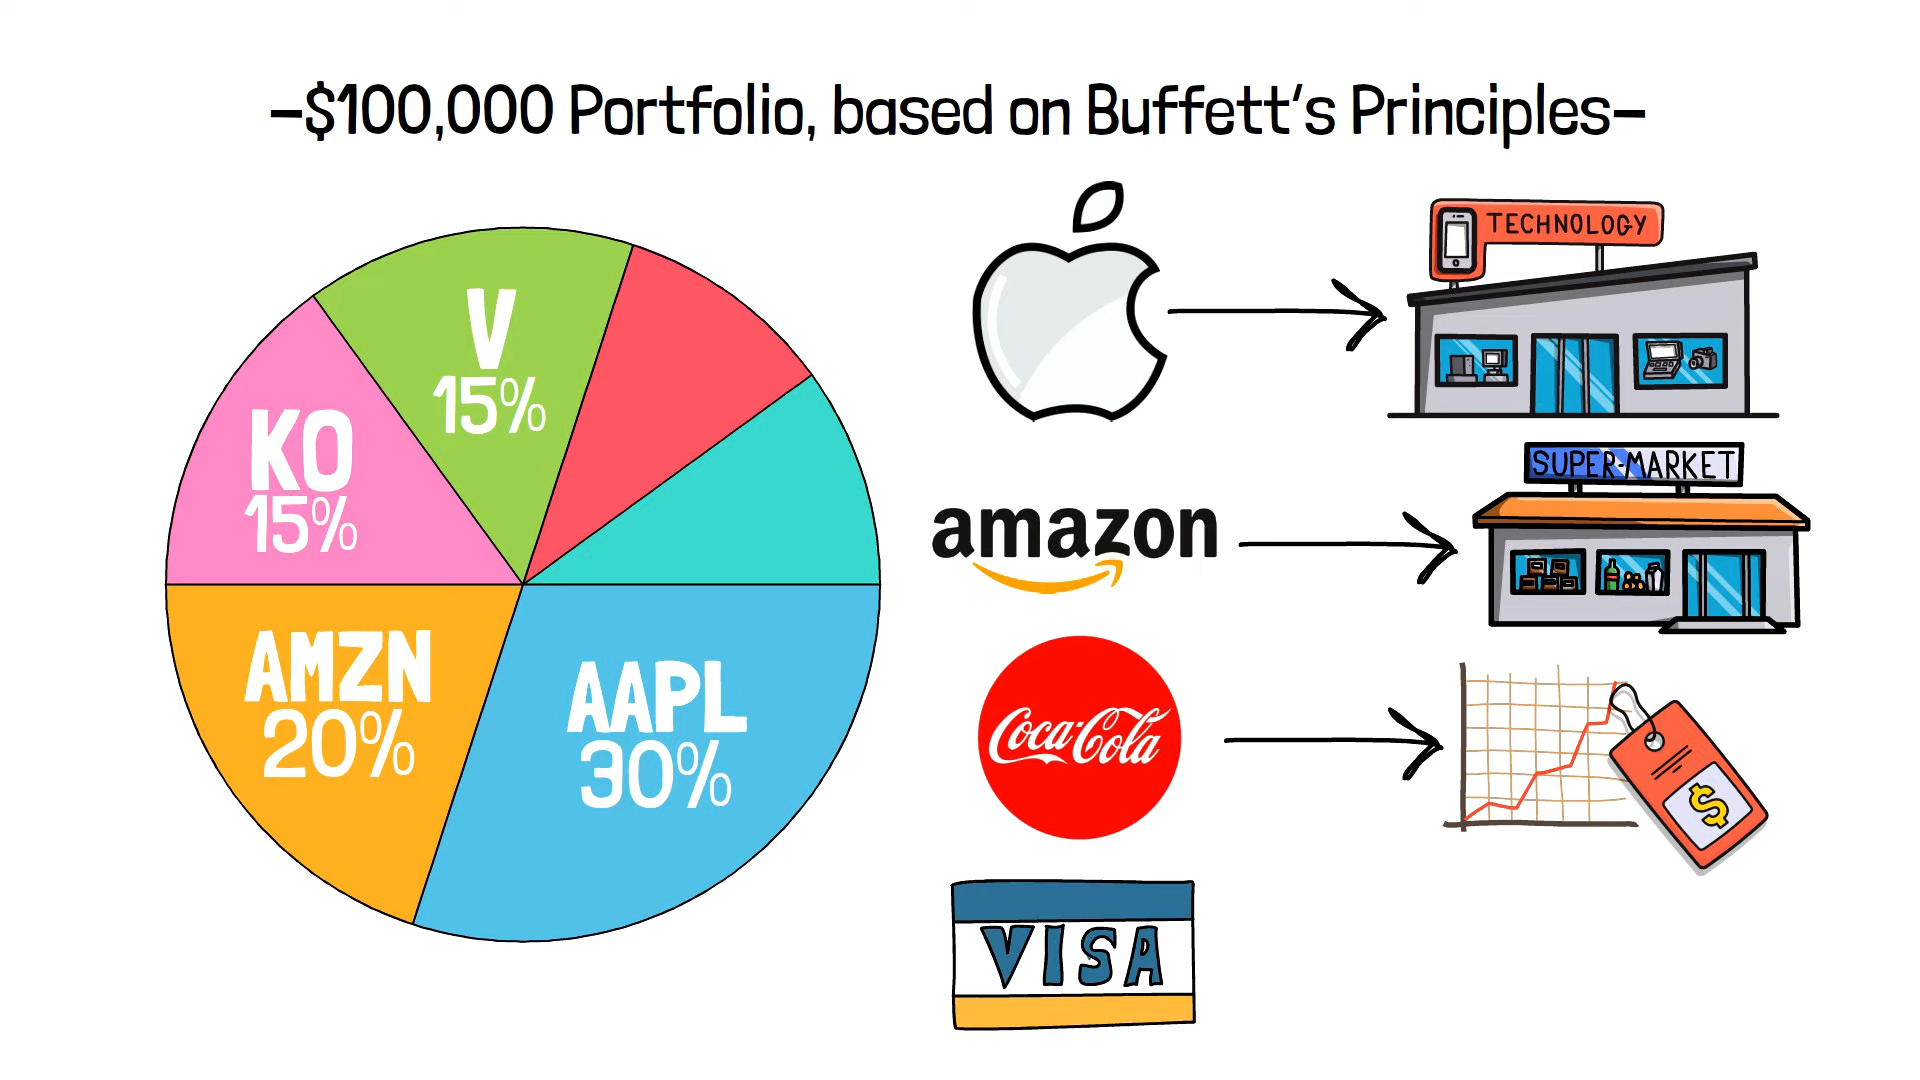 –$100,000 Portfolio, based on Buffett's Principles–
V
15%
KO
15%
AMZN
20%
AAPL
30%
TECHNOLOGY
amazon
SUPER-MARKET
Coca-Cola
$
VISA